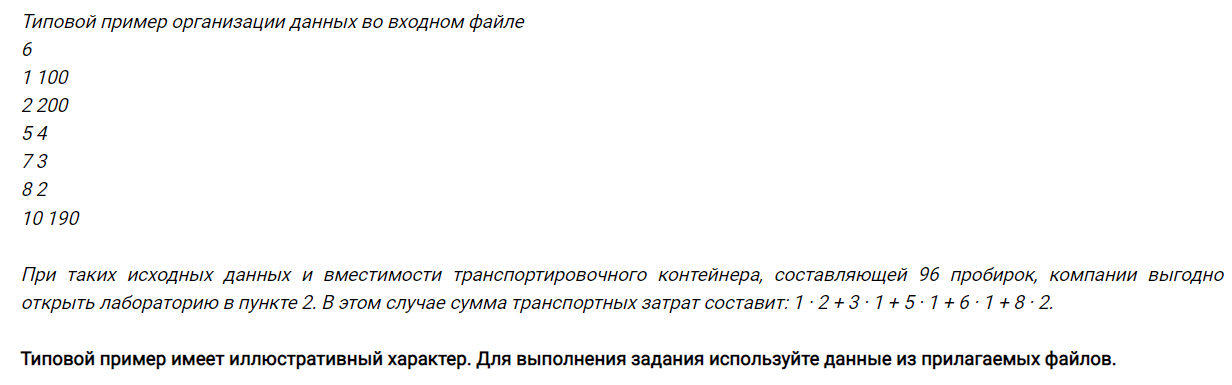 Типовой пример организации данных во входном файле
6
1 100
2 200
5 4
7 3
8 2
10 190
При таких исходных данных и вместимости транспортировочного контейнера, составляющей 96 пробирок, компании выгодно
открыть лабораторию в пункте 2. В этом случае сумма транспортных затрат составит: 1 · 2 + 3 · 1 + 5 · 1 + 6 · 1 + 8 · 2.
Типовой пример имеет иллюстративный характер. Для выполнения задания используйте данные из прилагаемых файлов.